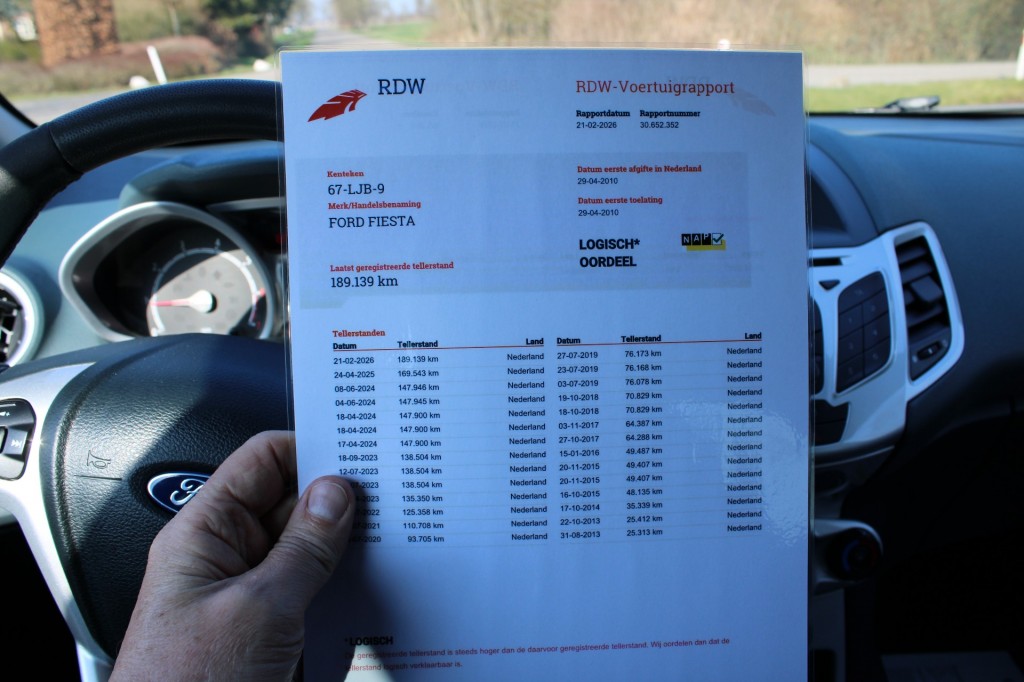 RDW
RDW-Voertuigrapport
Rapportdatum Rapportnummer
21-02-2026 30.652.352
Kenteken
67-LJB-9
Merk/Handelsbenaming
FORD FIESTA
Laatst geregistreerde tellerstand
189.139 km
Datum eerste afgifte in Nederland
29-04-2010
Datum eerste toelating
29-04-2010
LOGISCH*
OORDEEL
NAP
Tellerstanden
Datum Tellerstand Land
21-02-2026 189.139 km Nederland
24-04-2025 169.543 km Nederland
08-06-2024 147.946 km Nederland
04-06-2024 147.945 km Nederland
18-04-2024 147.900 km Nederland
18-04-2024 147.900 km Nederland
17-04-2024 147.900 km Nederland
18-09-2023 138.504 km Nederland
12-07-2023 138.504 km Nederland
2023 138.504 km Nederland
2023 135.350 km Nederland
2022 125.358 km Nederland
2021 110.708 km Nederland
2020 93.705 km Nederland
Datum Tellerstand Land
27-07-2019 76.173 km Nederland
23-07-2019 76.168 km Nederland
03-07-2019 76.078 km Nederland
19-10-2018 70.829 km Nederland
18-10-2018 70.829 km Nederland
03-11-2017 64.387 km Nederland
27-10-2017 64.288 km Nederland
15-01-2016 49.487 km Nederland
20-11-2015 49.407 km Nederland
20-11-2015 49.407 km Nederland
16-10-2015 48.135 km Nederland
17-10-2014 35.339 km Nederland
22-10-2013 25.412 km Nederland
31-08-2013 25.313 km Nederland
*LOGISCH
De geregistreerde tellerstand is steeds hoger dan de daarvoor geregistreerde tellerstand. Wij oordelen dan dat de
tellerstand logisch verklaarbaar is.
Ford